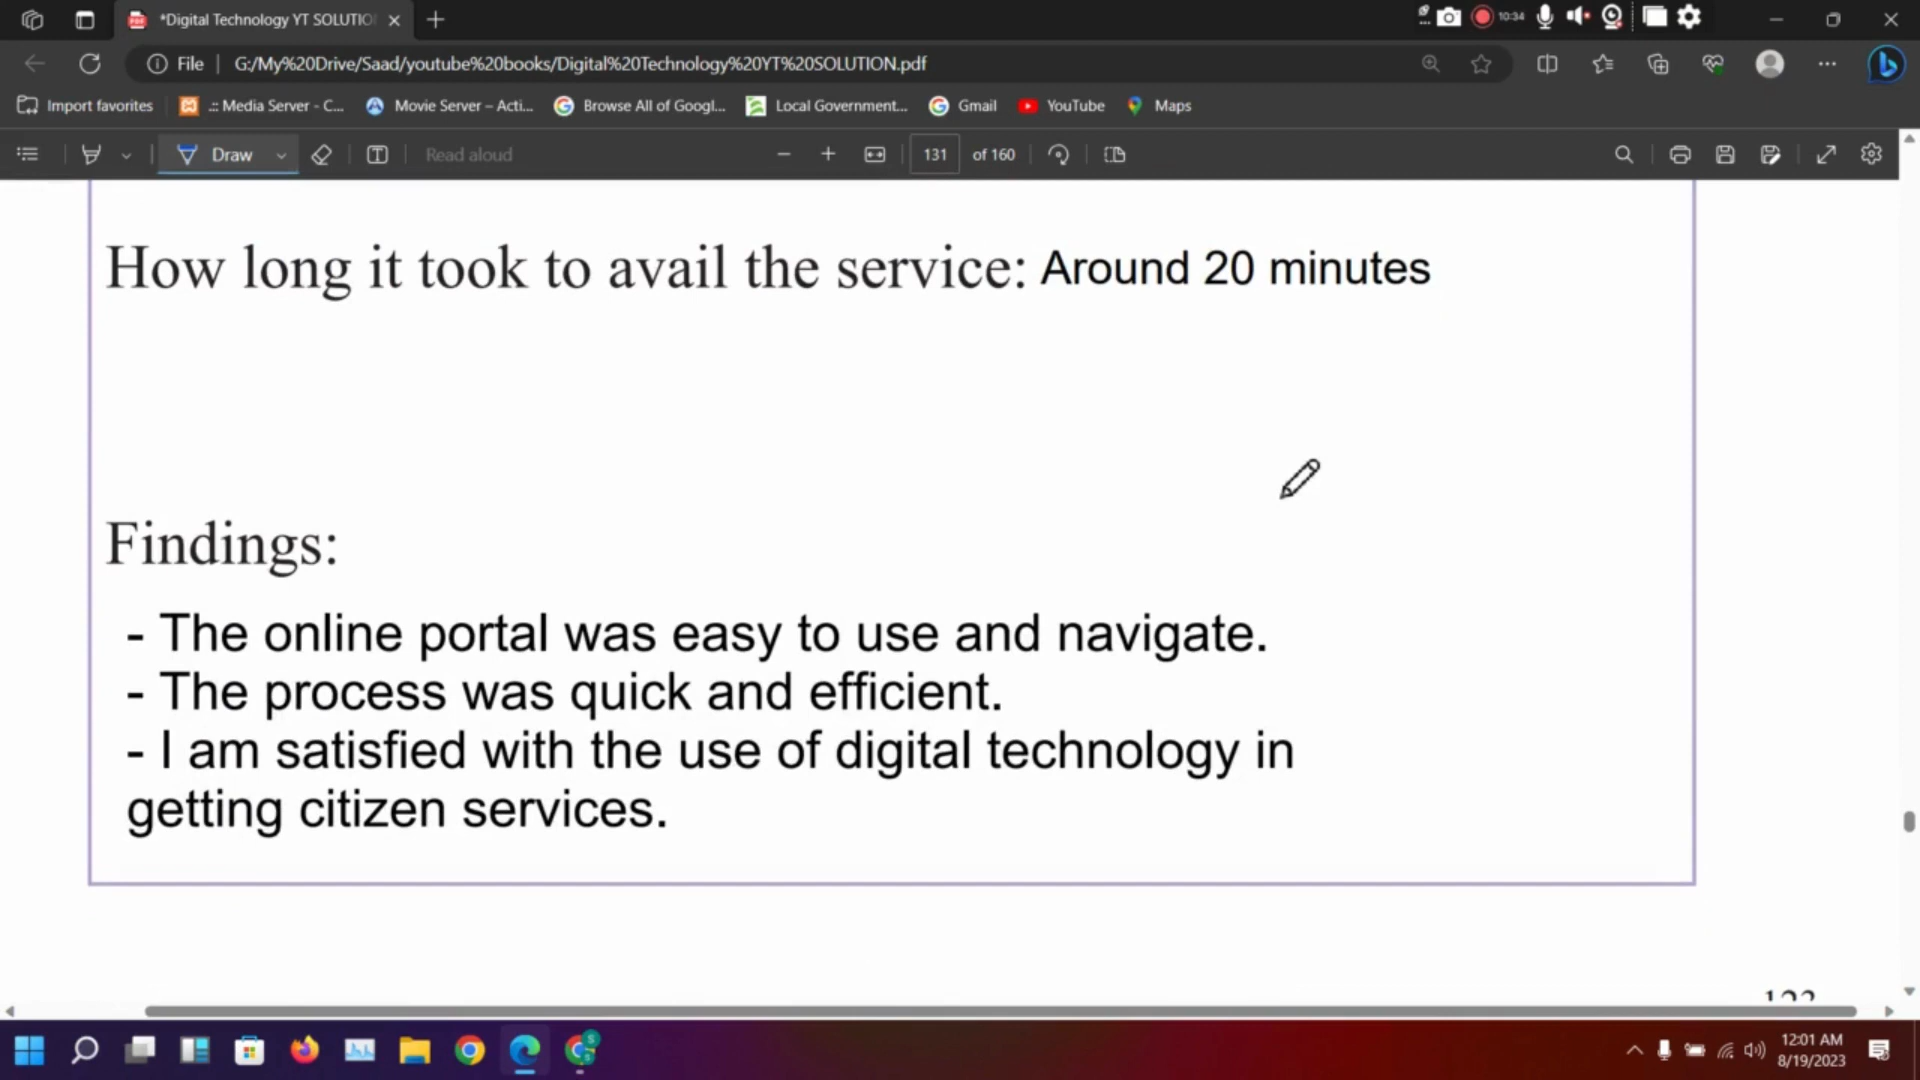 *Digital Technology YT SOLUTIO
10:34
File
G:/My%20Drive/Saad/youtube%20books/Digital%20Technology%20YT%20SOLUTION.pdf
Import favorites
.:: Media Server - C...
Movie Server – Acti...
Browse All of Googl...
Local Government...
Gmail
YouTube
Maps
Draw
Read aloud
131
of 160
How long it took to avail the service: Around 20 minutes
Findings:
- The online portal was easy to use and navigate.
- The process was quick and efficient.
- I am satisfied with the use of digital technology in
getting citizen services.
12:01 AM
8/19/2023